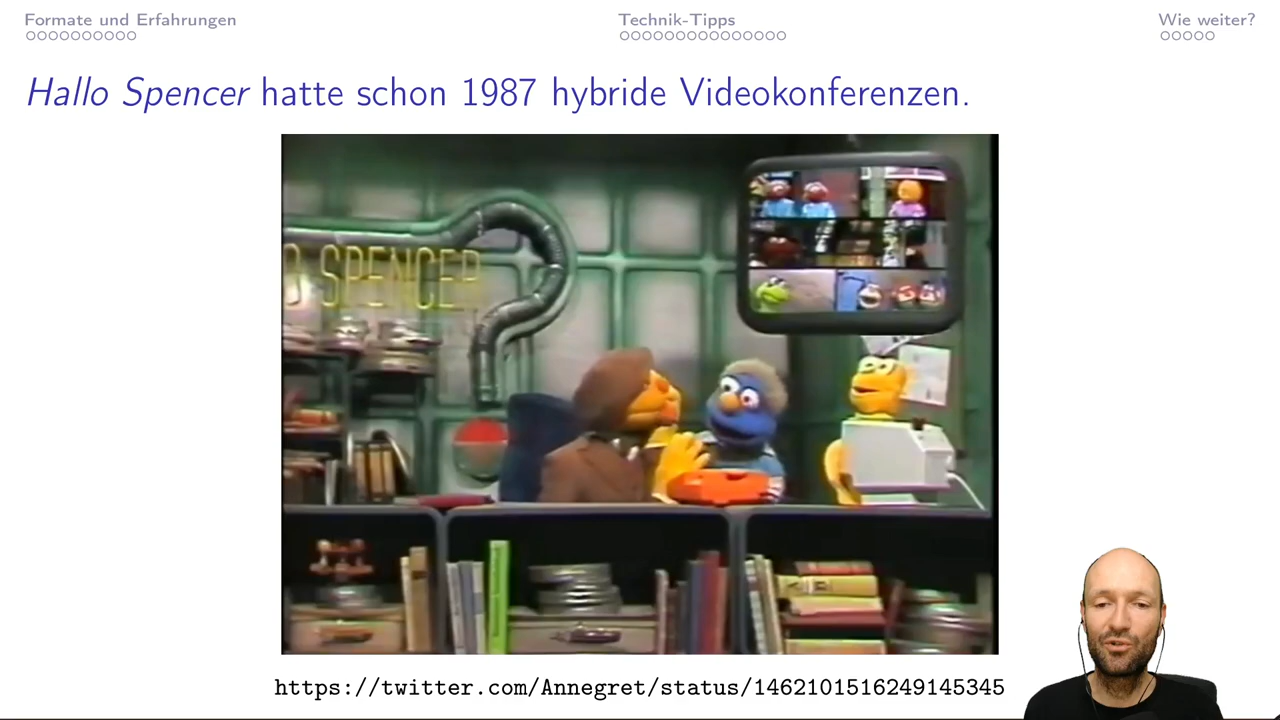 Formate und Erfahrungen
Technik-Tipps
Wie weiter?
Hallo Spencer hatte schon 1987 hybride Videokonferenzen.
O SPENCER
https://twitter.com/Annegret/status/1462101516249145345